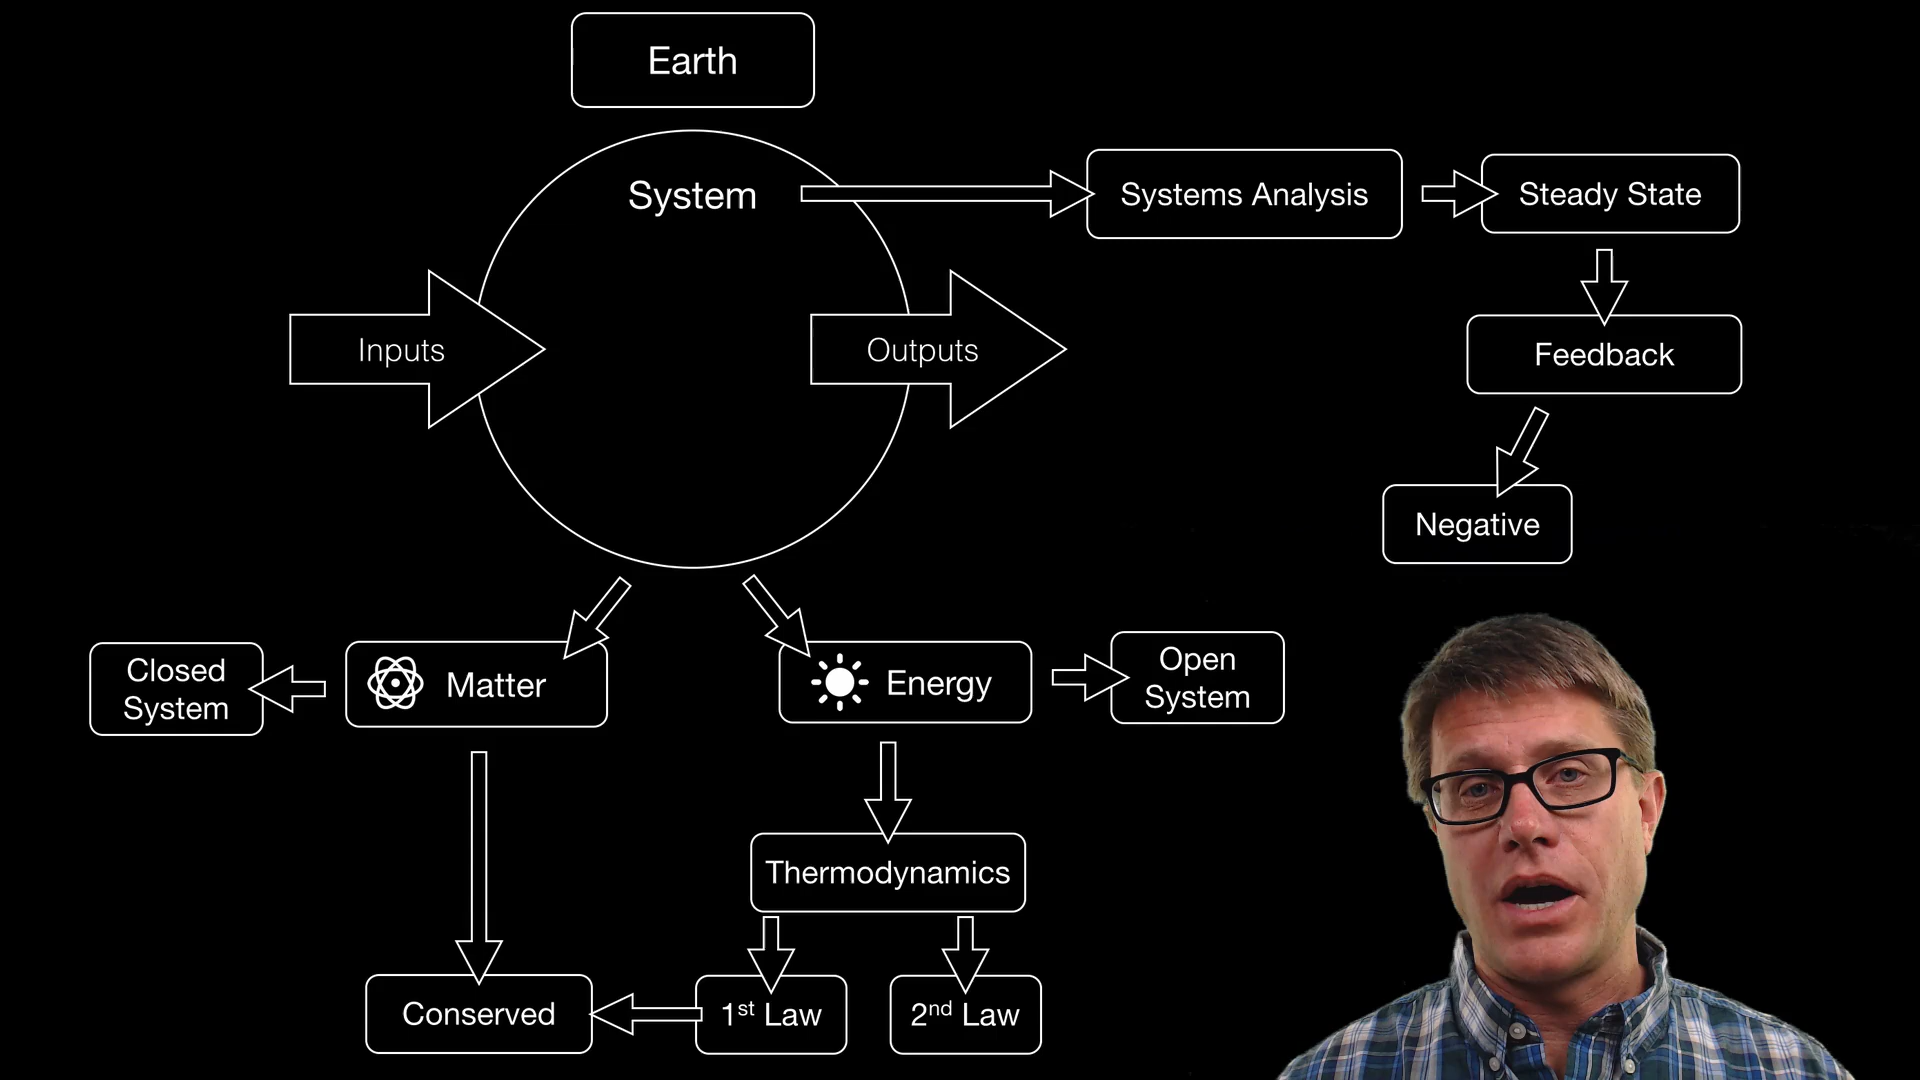 Earth
System
Systems Analysis
Steady State
Inputs
Outputs
Feedback
Negative
Closed
System
Matter
Energy
Open
System
Thermodynamics
Conserved
1st Law
2nd Law